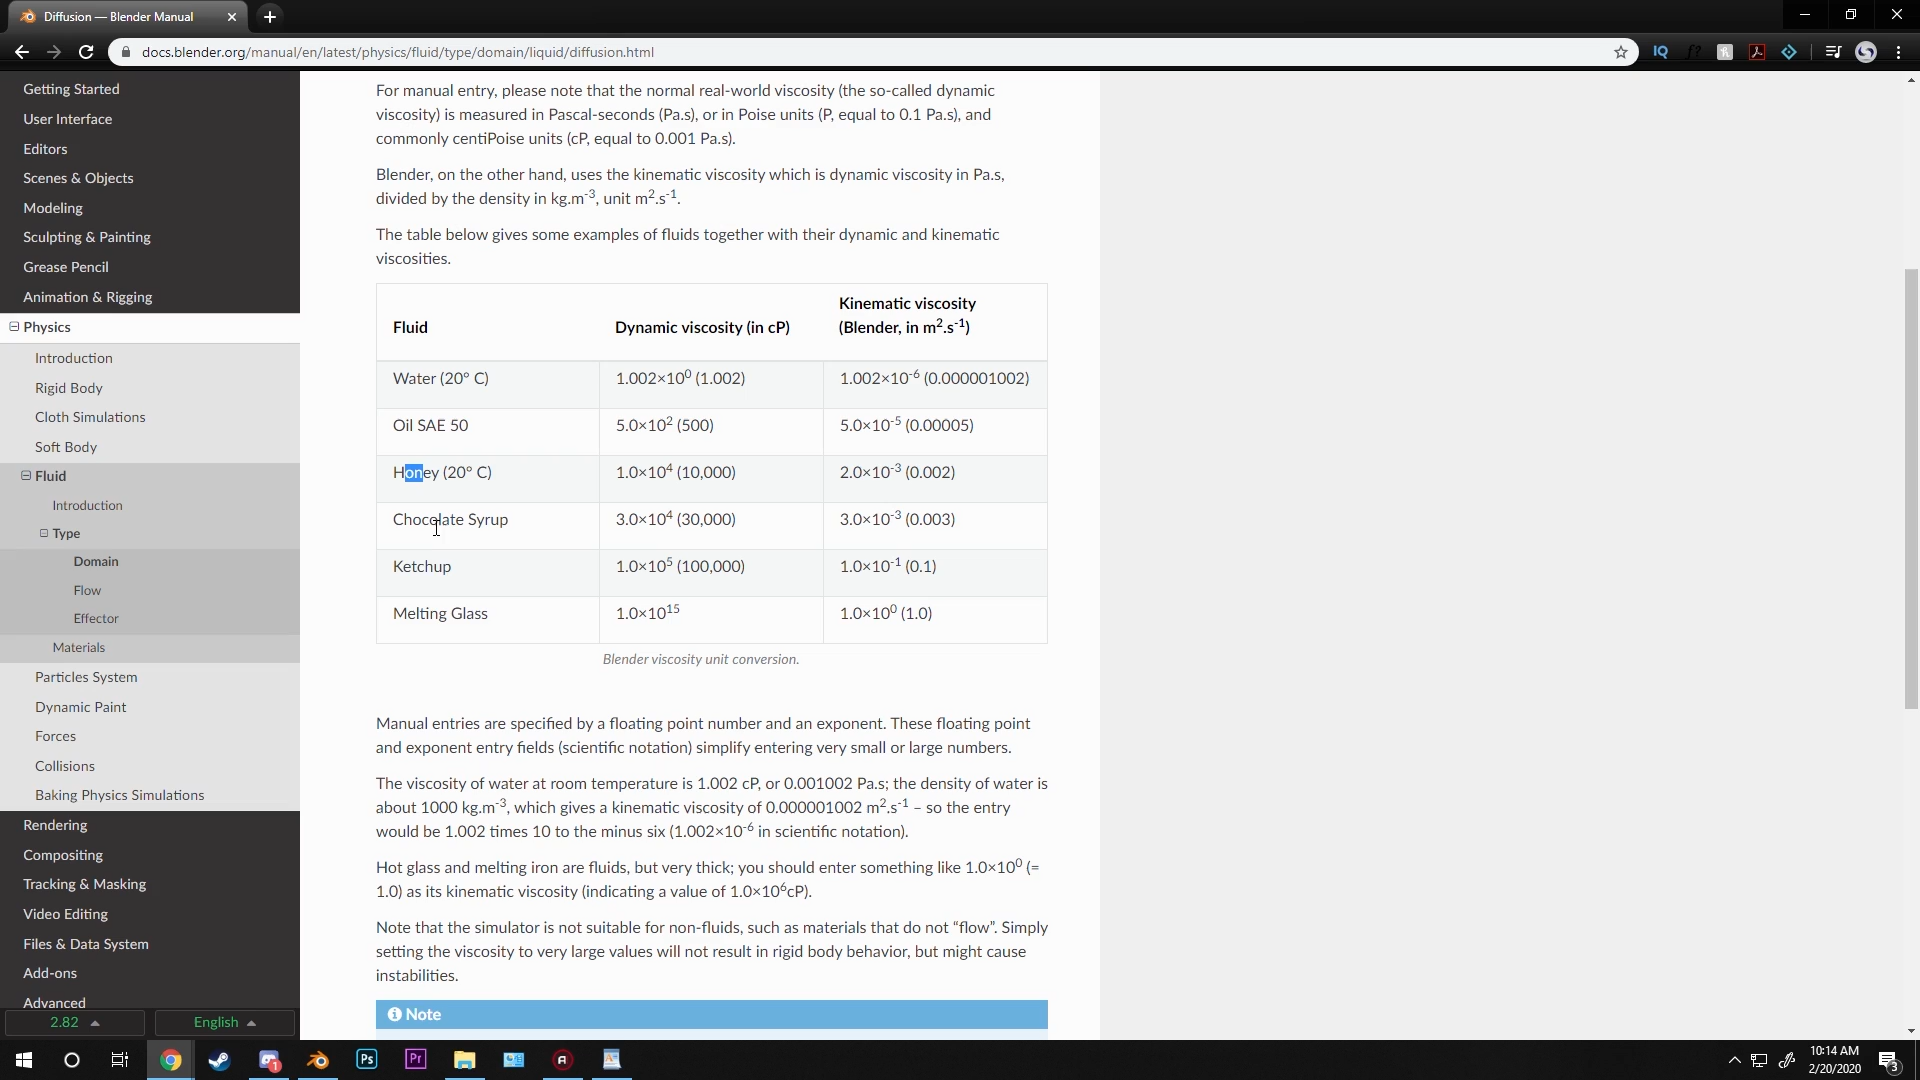 Diffusion — Blender Manual
docs.blender.org/manual/en/latest/physics/fluid/type/domain/liquid/diffusion.html
IQ
f?
Getting Started
User Interface
Editors
Scenes & Objects
Modeling
Sculpting & Painting
Grease Pencil
Animation & Rigging
Physics
Introduction
Rigid Body
Cloth Simulations
Soft Body
Fluid
Introduction
Type
Domain
Flow
Effector
Materials
Particles System
Dynamic Paint
Forces
Collisions
Baking Physics Simulations
Rendering
Compositing
Tracking & Masking
Video Editing
Files & Data System
Add-ons
Advanced
2.82
English
For manual entry, please note that the normal real-world viscosity (the so-called dynamic
viscosity) is measured in Pascal-seconds (Pa.s), or in Poise units (P, equal to 0.1 Pa.s), and
commonly centiPoise units (cP, equal to 0.001 Pa.s).
Blender, on the other hand, uses the kinematic viscosity which is dynamic viscosity in Pa.s,
divided by the density in kg.m⁻³, unit m².s⁻¹.
The table below gives some examples of fluids together with their dynamic and kinematic
viscosities.
Fluid Dynamic viscosity (in cP) Kinematic viscosity (Blender, in m².s⁻¹)
Water (20° C) 1.002×10⁰ (1.002) 1.002×10⁻⁶ (0.000001002)
Oil SAE 50 5.0×10² (500) 5.0×10⁻⁵ (0.00005)
Honey (20° C) 1.0×10⁴ (10,000) 2.0×10⁻³ (0.002)
Chocolate Syrup 3.0×10⁴ (30,000) 3.0×10⁻³ (0.003)
Ketchup 1.0×10⁵ (100,000) 1.0×10⁻¹ (0.1)
Melting Glass 1.0×10¹⁵ 1.0×10⁰ (1.0)
Blender viscosity unit conversion.
Manual entries are specified by a floating point number and an exponent. These floating point
and exponent entry fields (scientific notation) simplify entering very small or large numbers.
The viscosity of water at room temperature is 1.002 cP, or 0.001002 Pa.s; the density of water is
about 1000 kg.m⁻³, which gives a kinematic viscosity of 0.000001002 m².s⁻¹ – so the entry
would be 1.002 times 10 to the minus six (1.002×10⁻⁶ in scientific notation).
Hot glass and melting iron are fluids, but very thick; you should enter something like 1.0×10⁰ (=
1.0) as its kinematic viscosity (indicating a value of 1.0×10⁶cP).
Note that the simulator is not suitable for non-fluids, such as materials that do not “flow”. Simply
setting the viscosity to very large values will not result in rigid body behavior, but might cause
instabilities.
Note
1
Ps
Pr
10:14 AM
2/20/2020
3